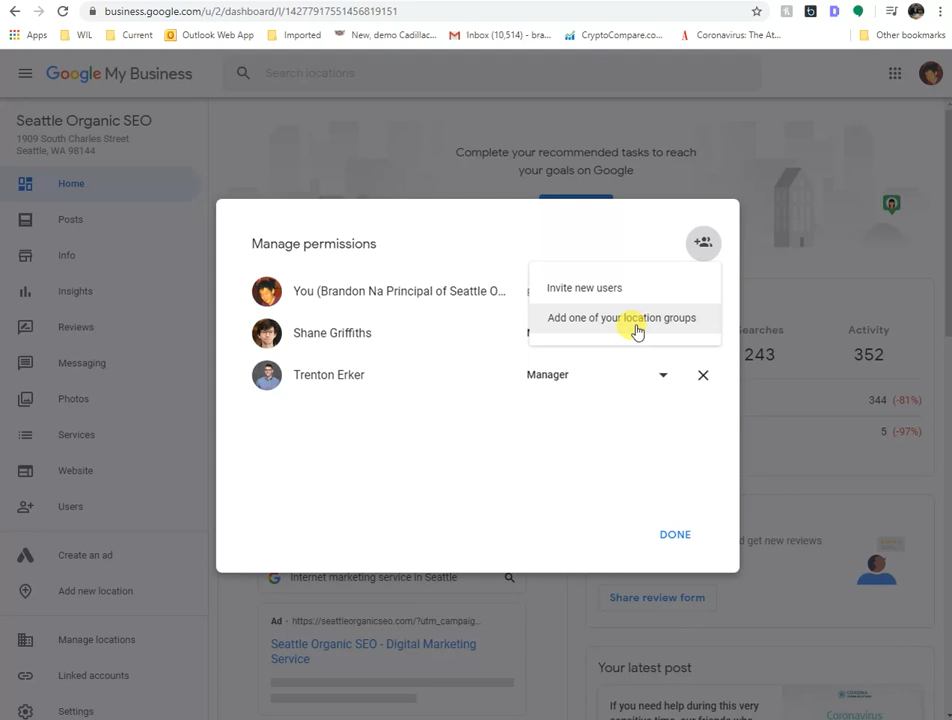 business.google.com/u/2/dashboard/l/14277917551456819151
Apps
WIL
Current
Outlook Web App
Imported
New, demo Cadillac...
Inbox (10,514) - bra...
CryptoCompare.co...
Coronavirus: The At...
Other bookmarks
Google My Business
Search locations
Seattle Organic SEO
1909 South Charles Street
Seattle, WA 98144
Home
Posts
Info
Insights
Reviews
Messaging
Photos
Services
Website
Users
Create an ad
Add new location
Manage locations
Linked accounts
Settings
Complete your recommended tasks to reach
your goals on Google
Manage permissions
You (Brandon Na Principal of Seattle O...
Invite new users
Add one of your location groups
Shane Griffiths
Trenton Erker
Manager
DONE
Activity
243
352
344 (-81%)
5 (-97%)
get new reviews
Share review form
Internet marketing service in Seattle
Ad • https://seattleorganicseo.com/?utm_campaig...
Seattle Organic SEO - Digital Marketing
Service
Your latest post
If you need help during this very
Coronavirus